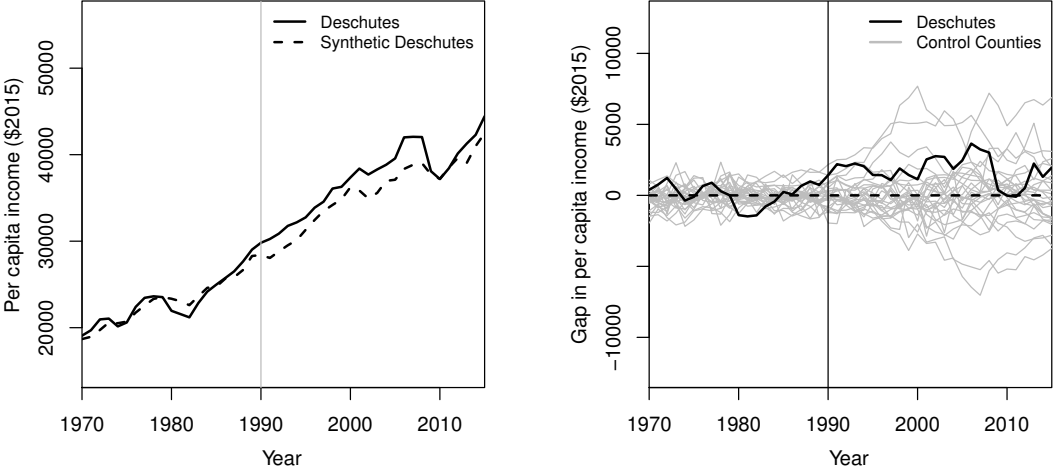 Deschutes
Synthetic Deschutes
Per capita income ($2015)
50000
40000
30000
20000
1970
1980
1990
2000
2010
Year
Deschutes
Control Counties
Gap in per capita income ($2015)
10000
5000
0
−10000
1970
1980
1990
2000
2010
Year